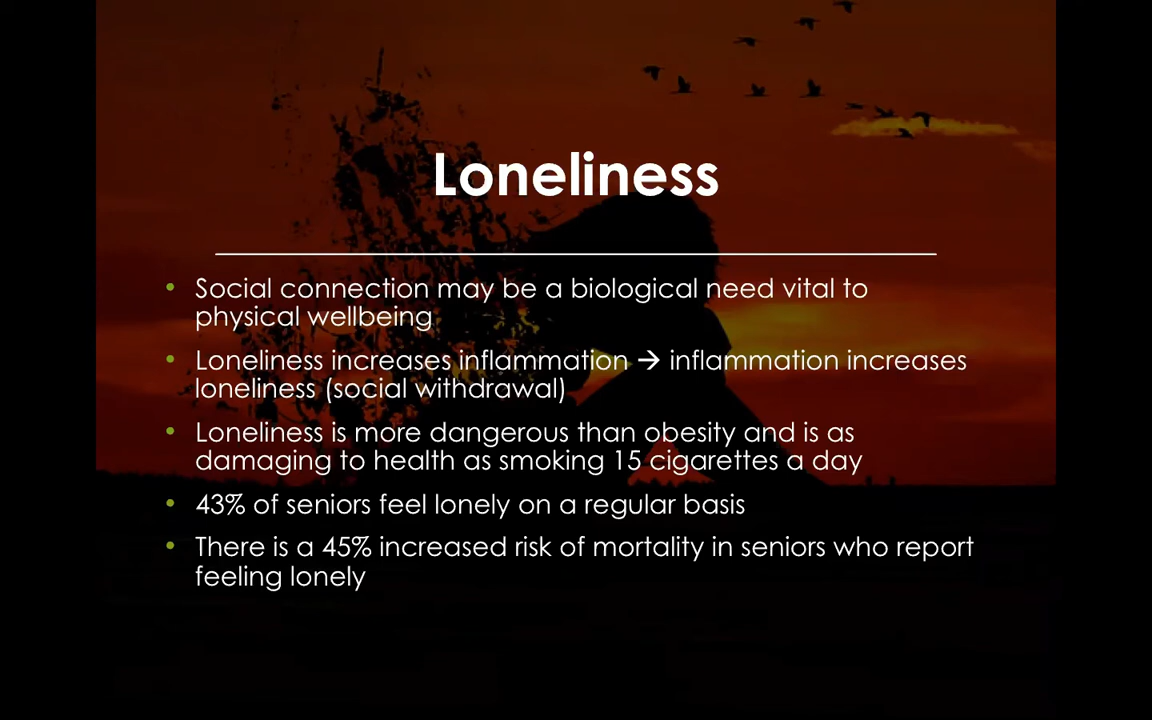 Loneliness
• Social connection may be a biological need vital to
physical wellbeing
• Loneliness increases inflammation → inflammation increases
loneliness (social withdrawal)
• Loneliness is more dangerous than obesity and is as
damaging to health as smoking 15 cigarettes a day
• 43% of seniors feel lonely on a regular basis
• There is a 45% increased risk of mortality in seniors who report
feeling lonely